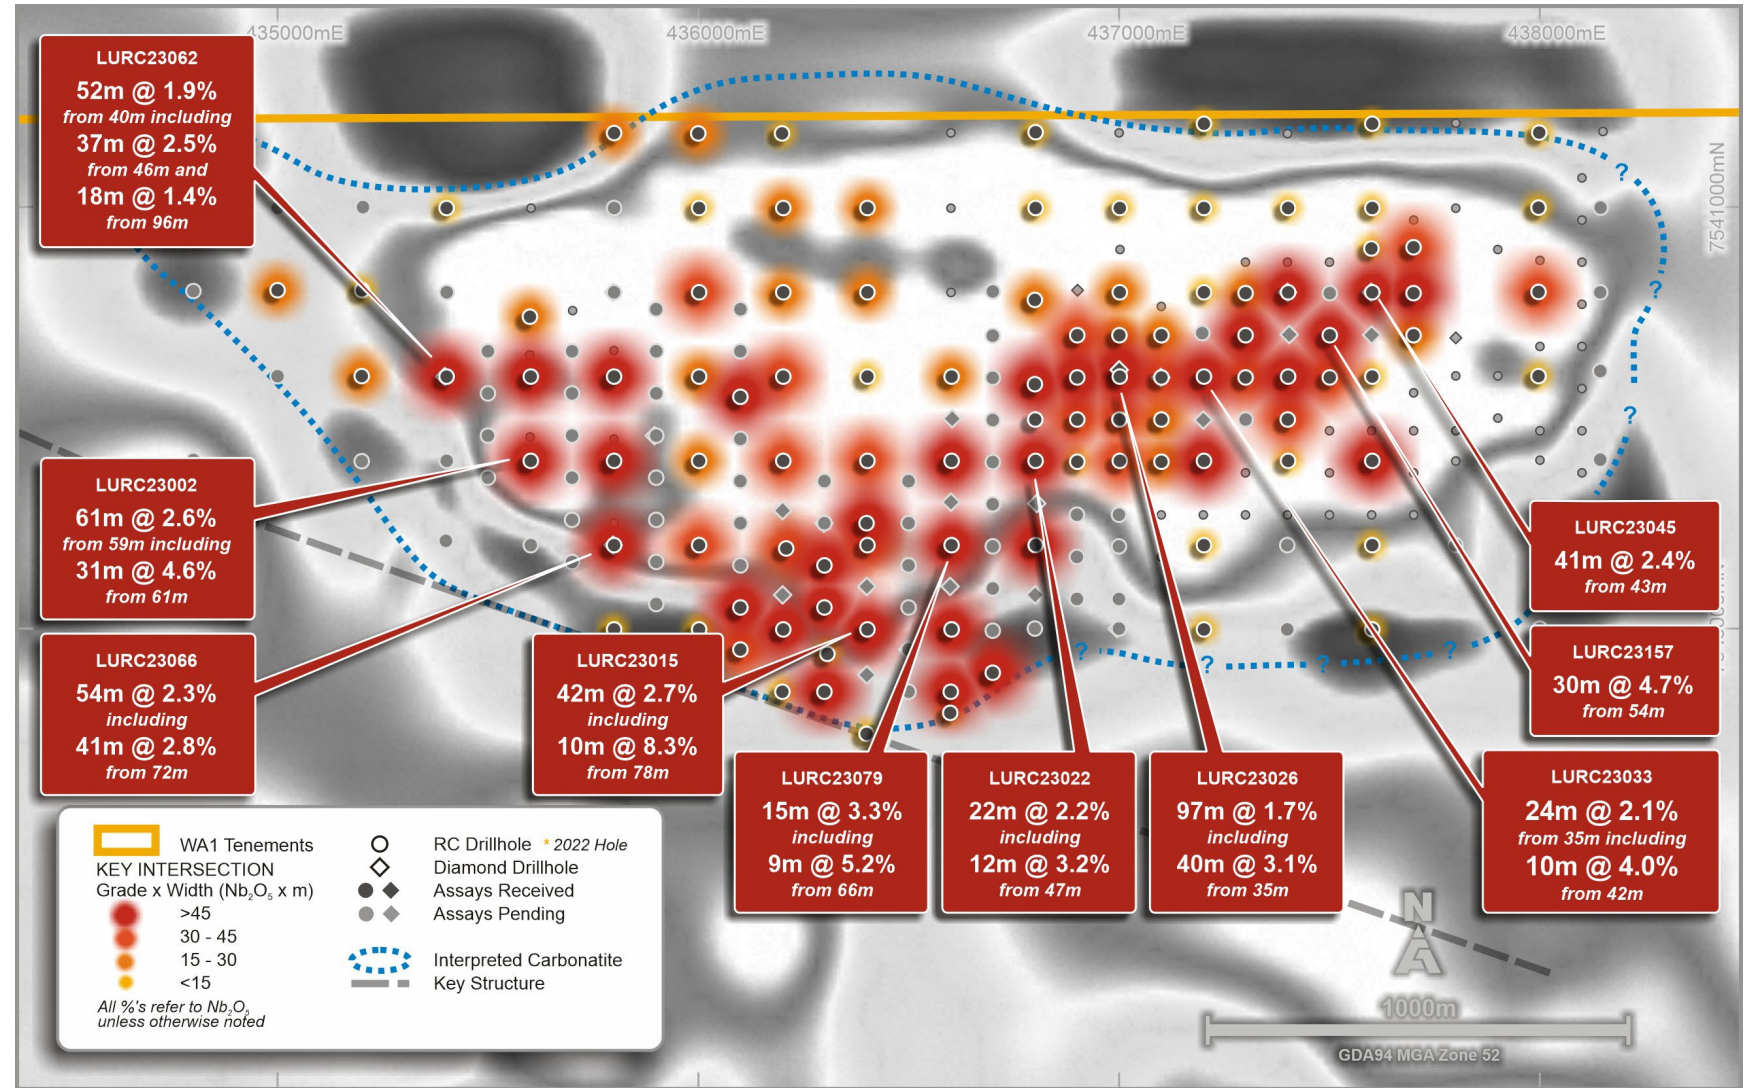 435000mE
436000mE
437000mE
438000mE
7541000mN
LURC23062
52m @ 1.9%
from 40m including
37m @ 2.5%
from 46m and
18m @ 1.4%
from 96m
?
?
?
LURC23002
61m @ 2.6%
from 59m including
31m @ 4.6%
from 61m
LURC23045
41m @ 2.4%
from 43m
LURC23066
54m @ 2.3%
including
41m @ 2.8%
from 72m
LURC23015
42m @ 2.7%
including
10m @ 8.3%
from 78m
?
?
?
?
LURC23157
30m @ 4.7%
from 54m
LURC23079
15m @ 3.3%
including
9m @ 5.2%
from 66m
LURC23022
22m @ 2.2%
including
12m @ 3.2%
from 47m
LURC23026
97m @ 1.7%
including
40m @ 3.1%
from 35m
LURC23033
24m @ 2.1%
from 35m including
10m @ 4.0%
from 42m
WA1 Tenements
KEY INTERSECTION
Grade x Width (Nb₂O₅ x m)
>45
30 - 45
15 - 30
<15
All %'s refer to Nb₂O₅
unless otherwise noted
RC Drillhole * 2022 Hole
Diamond Drillhole
Assays Received
Assays Pending
Interpreted Carbonatite
Key Structure
N
1000m
GDA94 MGA Zone 52